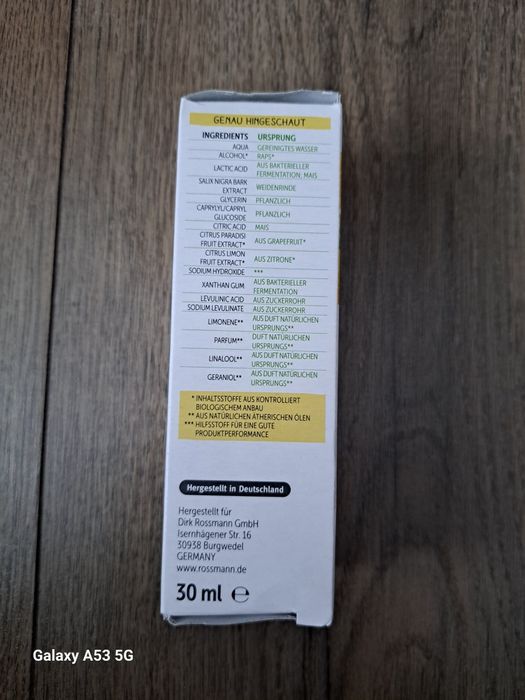 GENAU HINGESCHAUT
INGREDIENTS URSPRUNG
AQUA GEREINIGTES WASSER
ALCOHOL* RAPS*
LACTIC ACID AUS BAKTERIELLER
FERMENTATION, MAIS
SALIX NIGRA BARK
EXTRACT WEIDENRINDE
GLYCERIN PFLANZLICH
CAPRYLYL/CAPRYL
GLUCOSIDE PFLANZLICH
CITRIC ACID MAIS
CITRUS PARADISI
FRUIT EXTRACT* AUS GRAPEFRUIT*
CITRUS LIMON
FRUIT EXTRACT* AUS ZITRONE*
SODIUM HYDROXIDE ***
XANTHAN GUM AUS BAKTERIELLER
FERMENTATION
LEVULINIC ACID AUS ZUCKERROHR
SODIUM LEVULINATE AUS ZUCKERROHR
LIMONENE** AUS DUFT NATÜRLICHEN
URSPRUNGS**
PARFUM** DUFT NATÜRLICHEN
URSPRUNGS**
LINALOOL** AUS DUFT NATÜRLICHEN
URSPRUNGS**
GERANIOL** AUS DUFT NATÜRLICHEN
URSPRUNGS**
* INHALTSSTOFFE AUS KONTROLLIERT
BIOLOGISCHEM ANBAU
** AUS NATÜRLICHEN ÄTHERISCHEN ÖLEN
*** HILFSSTOFF FÜR EINE GUTE
PRODUKTPERFORMANCE
Hergestellt in Deutschland
Hergestellt für
Dirk Rossmann GmbH
Isernhägener Str. 16
30938 Burgwedel
GERMANY
www.rossmann.de
30 ml ℮
Galaxy A53 5G